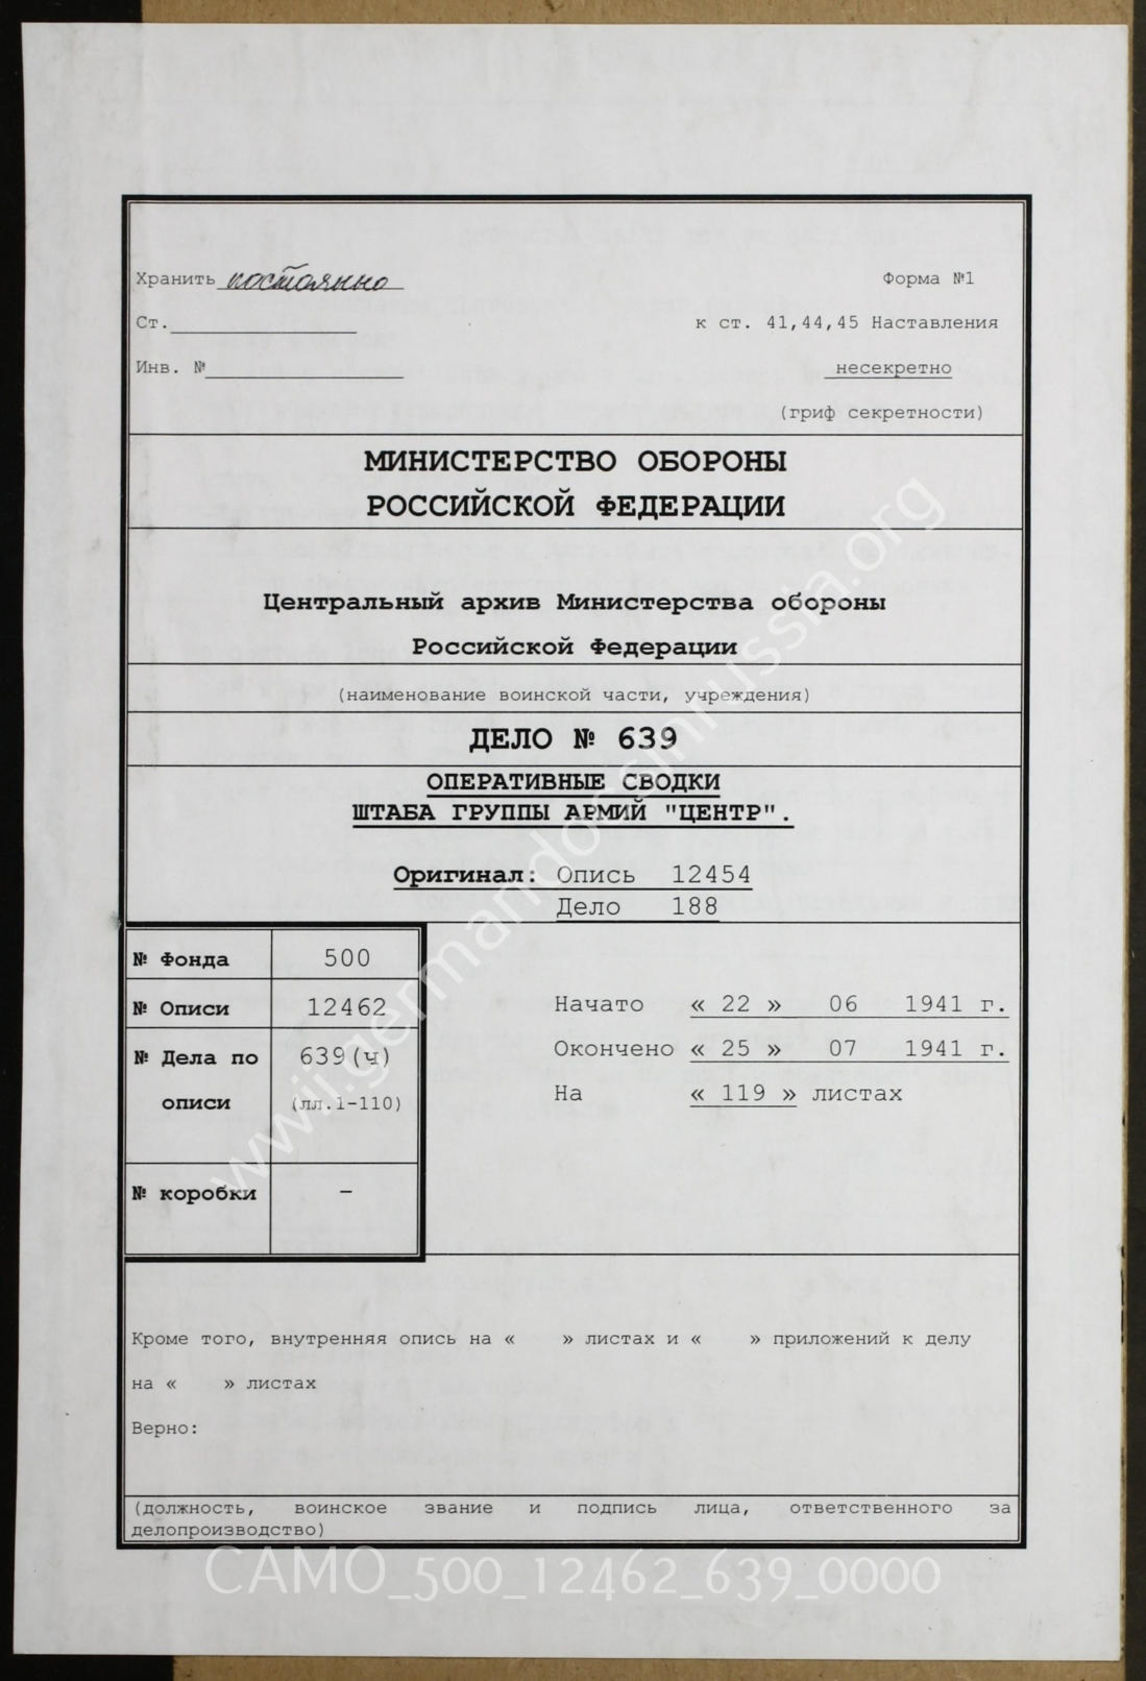 Хранить постоянно
Форма №1
Ст.
к ст. 41,44,45 Наставления
Инв. №
несекретно
(гриф секретности)
МИНИСТЕРСТВО ОБОРОНЫ
РОССИЙСКОЙ ФЕДЕРАЦИИ
Центральный архив Министерства обороны
Российской Федерации
(наименование воинской части, учреждения)
ДЕЛО № 639
ОПЕРАТИВНЫЕ СВОДКИ
ШТАБА ГРУППЫ АРМИЙ "ЦЕНТР".
Оригинал: Опись 12454
Дело 188
№ Фонда 500
№ Описи 12462
№ Дела по 639(ч)
описи (лл.1-110)
№ коробки –
Начато « 22 » 06 1941 г.
Окончено « 25 » 07 1941 г.
На « 119 » листах
Кроме того, внутренняя опись на « » листах и « » приложений к делу
на « » листах
Верно:
(должность, воинское звание и подпись лица, ответственного за
делопроизводство)
www.germandocsinrussia.org
CAMO_500_12462_639_0000